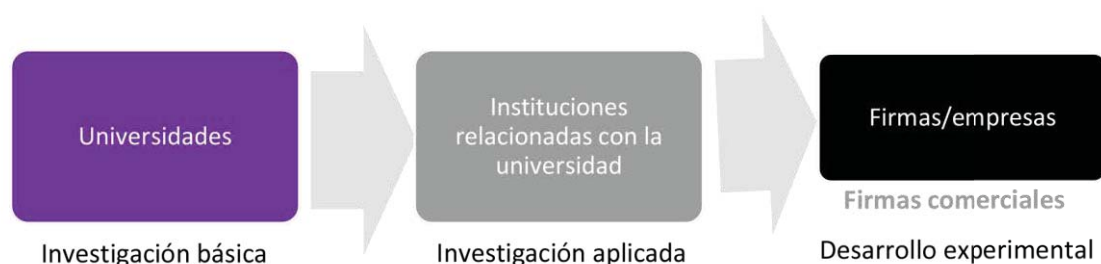 Universidades
Instituciones
relacionadas con la
universidad
Firmas/empresas
Firmas comerciales
Investigación básica
Investigación aplicada
Desarrollo experimental